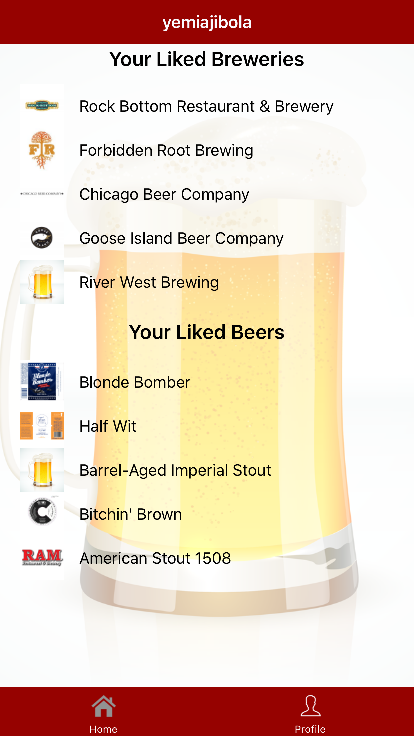 yemiajibola
Your Liked Breweries
Rock Bottom Restaurant & Brewery
Forbidden Root Brewing
Chicago Beer Company
Goose Island Beer Company
River West Brewing
Your Liked Beers
Blonde Bomber
Half Wit
Barrel-Aged Imperial Stout
Bitchin' Brown
RAM
American Stout 1508
Home
Profile